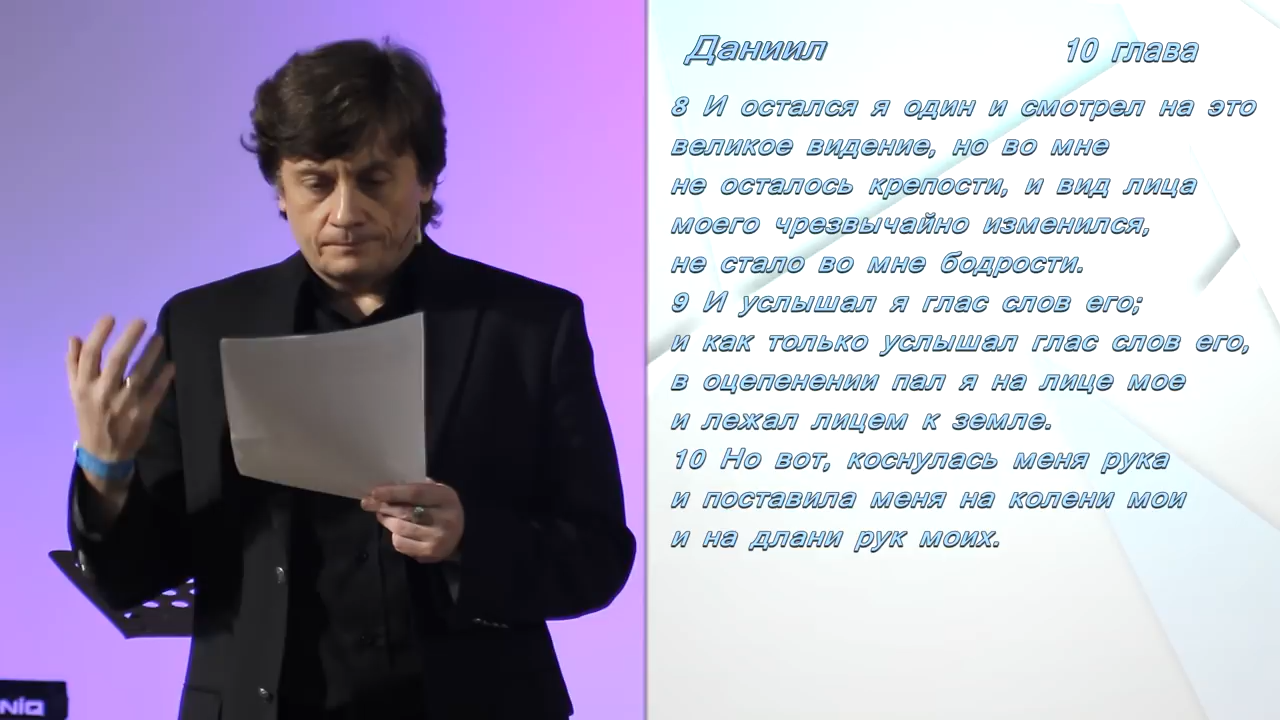 Даниил 10 глава
8 И остался я один и смотрел на это
великое видение, но во мне
не осталось крепости, и вид лица
моего чрезвычайно изменился,
не стало во мне бодрости.
9 И услышал я глас слов его;
и как только услышал глас слов его,
в оцепенении пал я на лице мое
и лежал лицем к земле.
10 Но вот, коснулась меня рука
и поставила меня на колени мои
и на длани рук моих.